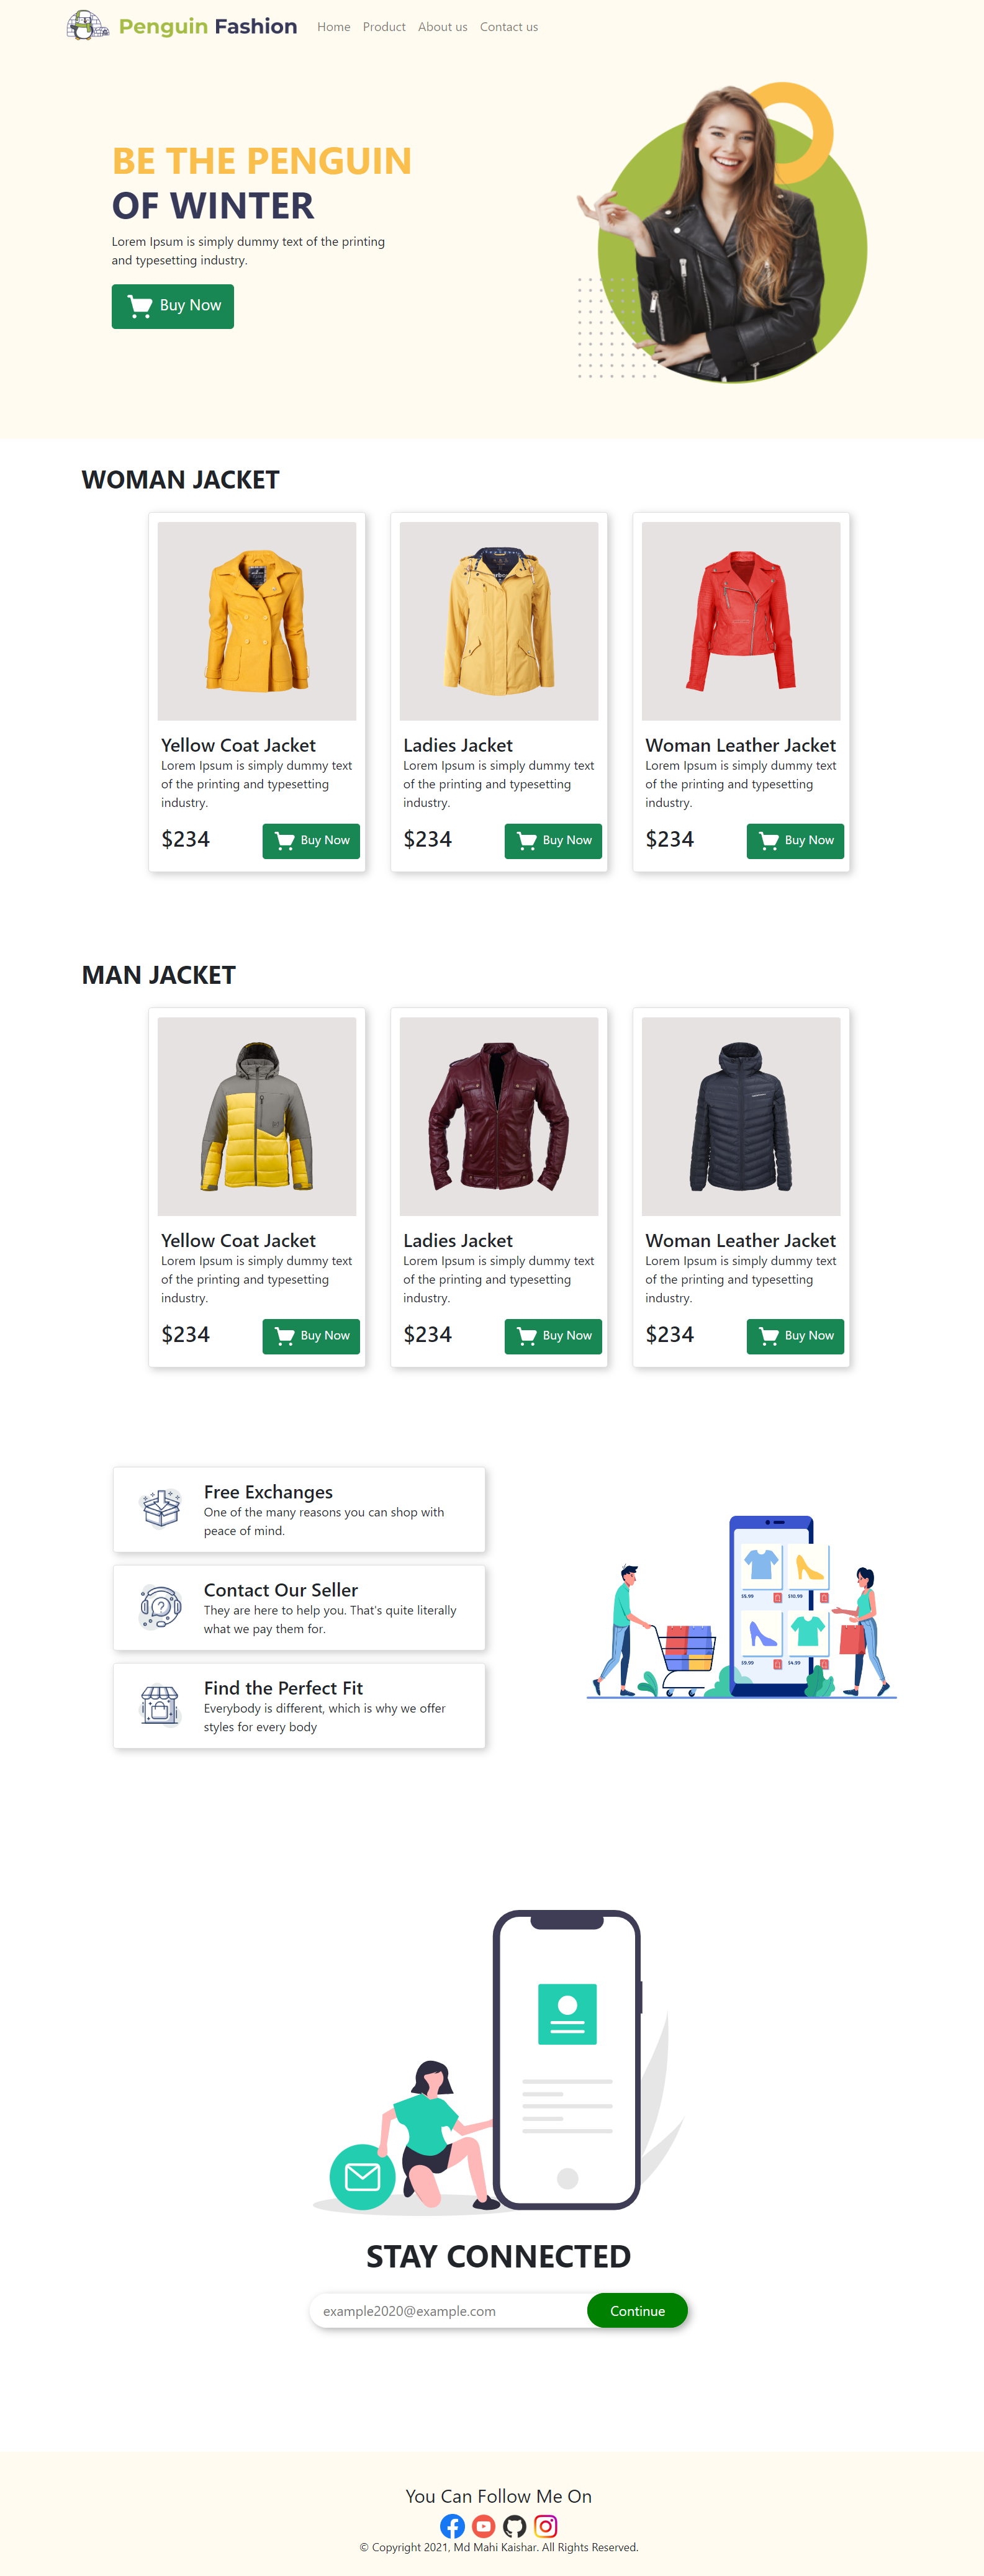 Penguin Fashion
Home Product About us Contact us
BE THE PENGUIN
OF WINTER
Lorem Ipsum is simply dummy text of the printing
and typesetting industry.
Buy Now
WOMAN JACKET
Yellow Coat Jacket
Lorem Ipsum is simply dummy text
of the printing and typesetting
industry.
$234
Buy Now
Ladies Jacket
Lorem Ipsum is simply dummy text
of the printing and typesetting
industry.
$234
Buy Now
Woman Leather Jacket
Lorem Ipsum is simply dummy text
of the printing and typesetting
industry.
$234
Buy Now
MAN JACKET
Yellow Coat Jacket
Lorem Ipsum is simply dummy text
of the printing and typesetting
industry.
$234
Buy Now
Ladies Jacket
Lorem Ipsum is simply dummy text
of the printing and typesetting
industry.
$234
Buy Now
Woman Leather Jacket
Lorem Ipsum is simply dummy text
of the printing and typesetting
industry.
$234
Buy Now
Free Exchanges
One of the many reasons you can shop with
peace of mind.
Contact Our Seller
They are here to help you. That's quite literally
what we pay them for.
Find the Perfect Fit
Everybody is different, which is why we offer
styles for every body
$5.99
$10.99
$9.99
$4.99
STAY CONNECTED
example2020@example.com
Continue
You Can Follow Me On
© Copyright 2021, Md Mahi Kaishar. All Rights Reserved.